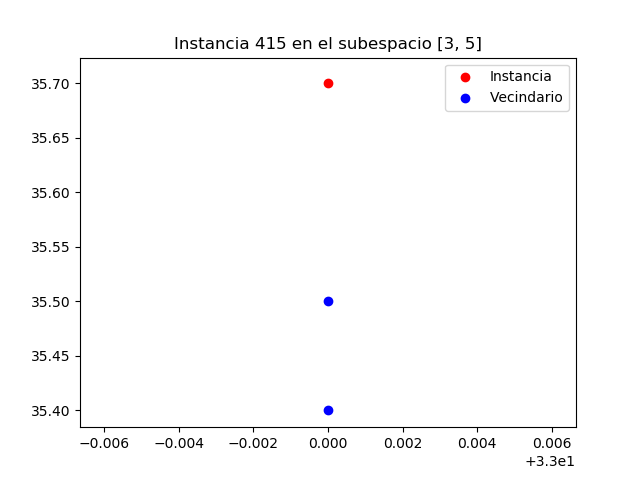 Instancia 415 en el subespacio [3, 5]
Instancia
Vecindario
35.70
35.65
35.60
35.55
35.50
35.45
35.40
−0.006 −0.004 −0.002 0.000 0.002 0.004 0.006
+3.3e1